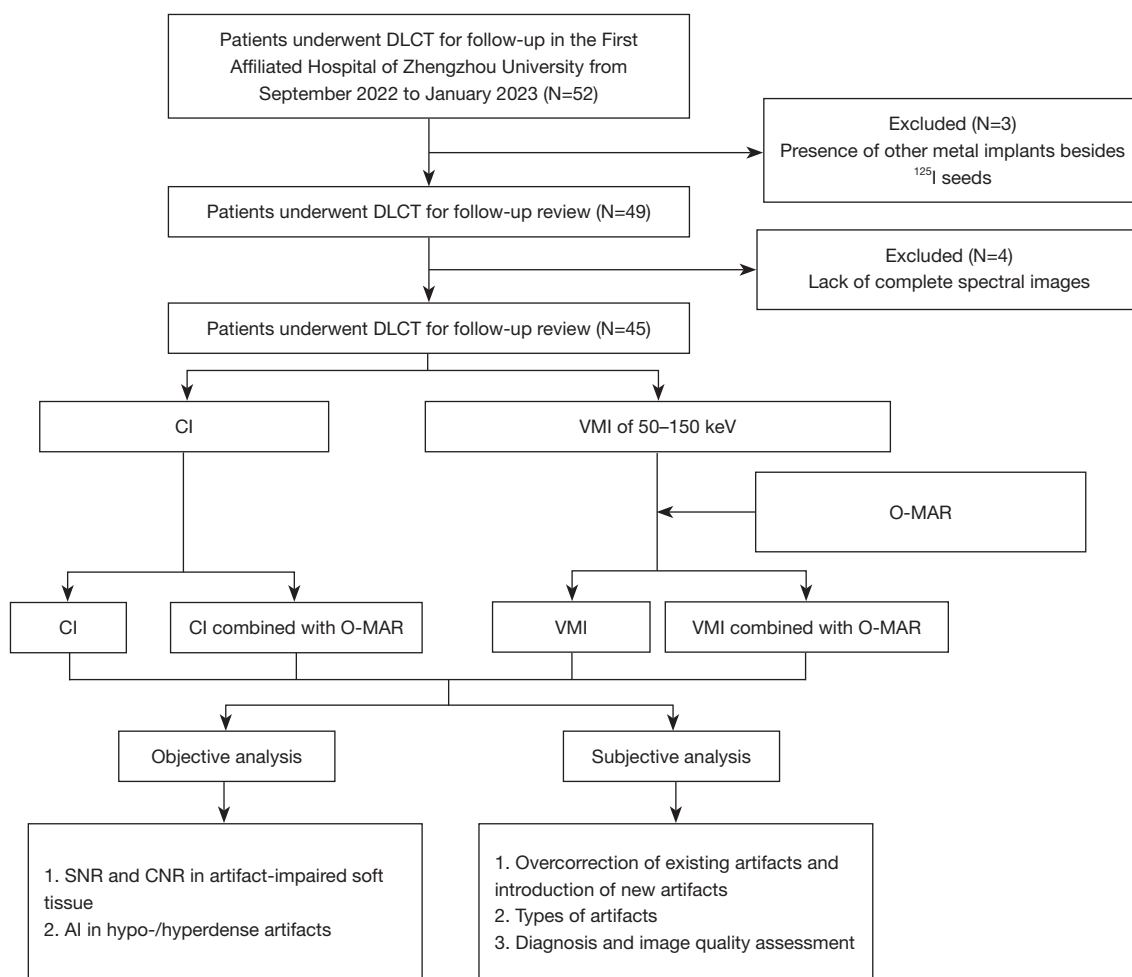 Patients underwent DLCT for follow-up in the First
Affiliated Hospital of Zhengzhou University from
September 2022 to January 2023 (N=52)
Excluded (N=3)
Presence of other metal implants besides
¹²⁵I seeds
Patients underwent DLCT for follow-up review (N=49)
Excluded (N=4)
Lack of complete spectral images
Patients underwent DLCT for follow-up review (N=45)
CI
VMI of 50–150 keV
O-MAR
CI
CI combined with O-MAR
VMI
VMI combined with O-MAR
Objective analysis
Subjective analysis
1. SNR and CNR in artifact-impaired soft
tissue
2. AI in hypo-/hyperdense artifacts
1. Overcorrection of existing artifacts and
introduction of new artifacts
2. Types of artifacts
3. Diagnosis and image quality assessment